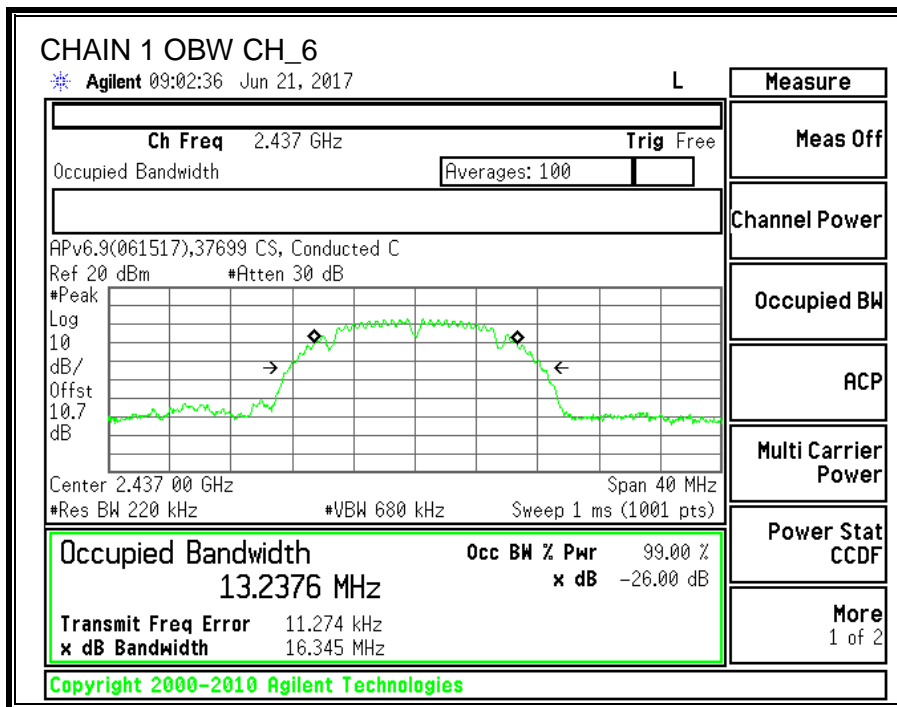 CHAIN 1 OBW CH_6
Agilent 09:02:36 Jun 21, 2017 L
Measure
Ch Freq 2.437 GHz Trig Free
Meas Off
Occupied Bandwidth Averages: 100
Channel Power
APv6.9(061517),37699 CS, Conducted C
Ref 20 dBm #Atten 30 dB
#Peak
Log
10
dB/
Offst
10.7
dB
Occupied BW
ACP
Multi Carrier
Power
Center 2.437 00 GHz Span 40 MHz
#Res BW 220 kHz #VBW 680 kHz Sweep 1 ms (1001 pts)
Power Stat
CCDF
Occupied Bandwidth Occ BW % Pwr 99.00 %
13.2376 MHz x dB -26.00 dB
Transmit Freq Error 11.274 kHz
x dB Bandwidth 16.345 MHz
More
1 of 2
Copyright 2000-2010 Agilent Technologies